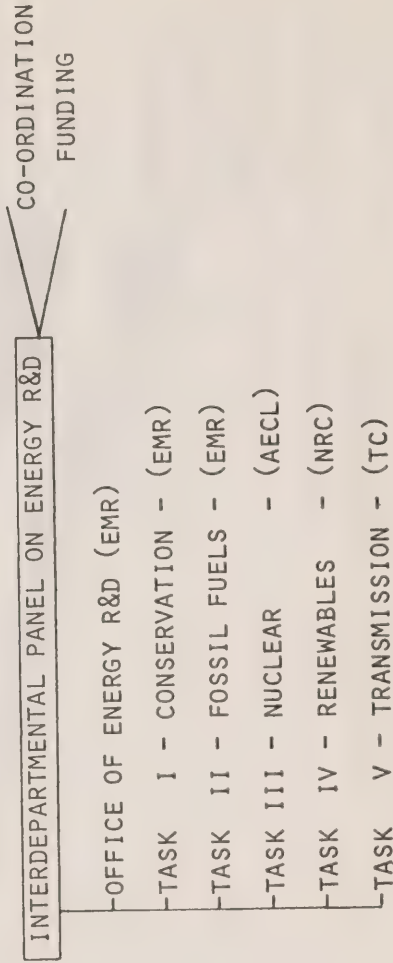 INTERDEPARTMENTAL PANEL ON ENERGY R&D
CO-ORDINATION
FUNDING
OFFICE OF ENERGY R&D (EMR)
TASK I - CONSERVATION - (EMR)
TASK II - FOSSIL FUELS - (EMR)
TASK III - NUCLEAR - (AECL)
TASK IV - RENEWABLES - (NRC)
TASK V - TRANSMISSION - (TC)